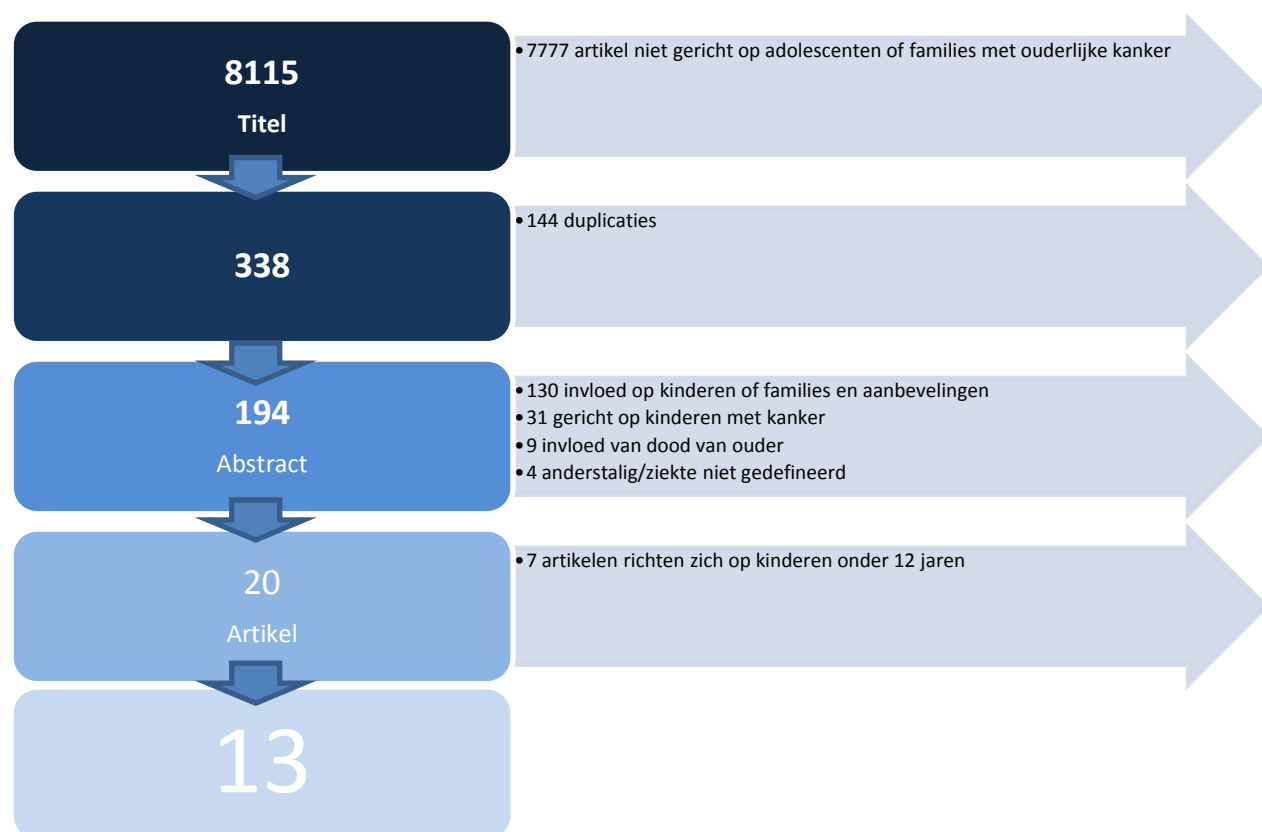 8115
Titel
•7777 artikel niet gericht op adolescenten of families met ouderlijke kanker
338
•144 duplicaties
194
Abstract
•130 invloed op kinderen of families en aanbevelingen
•31 gericht op kinderen met kanker
•9 invloed van dood van ouder
•4 anderstalig/ziekte niet gedefineerd
20
Artikel
•7 artikelen richten zich op kinderen onder 12 jaren
13